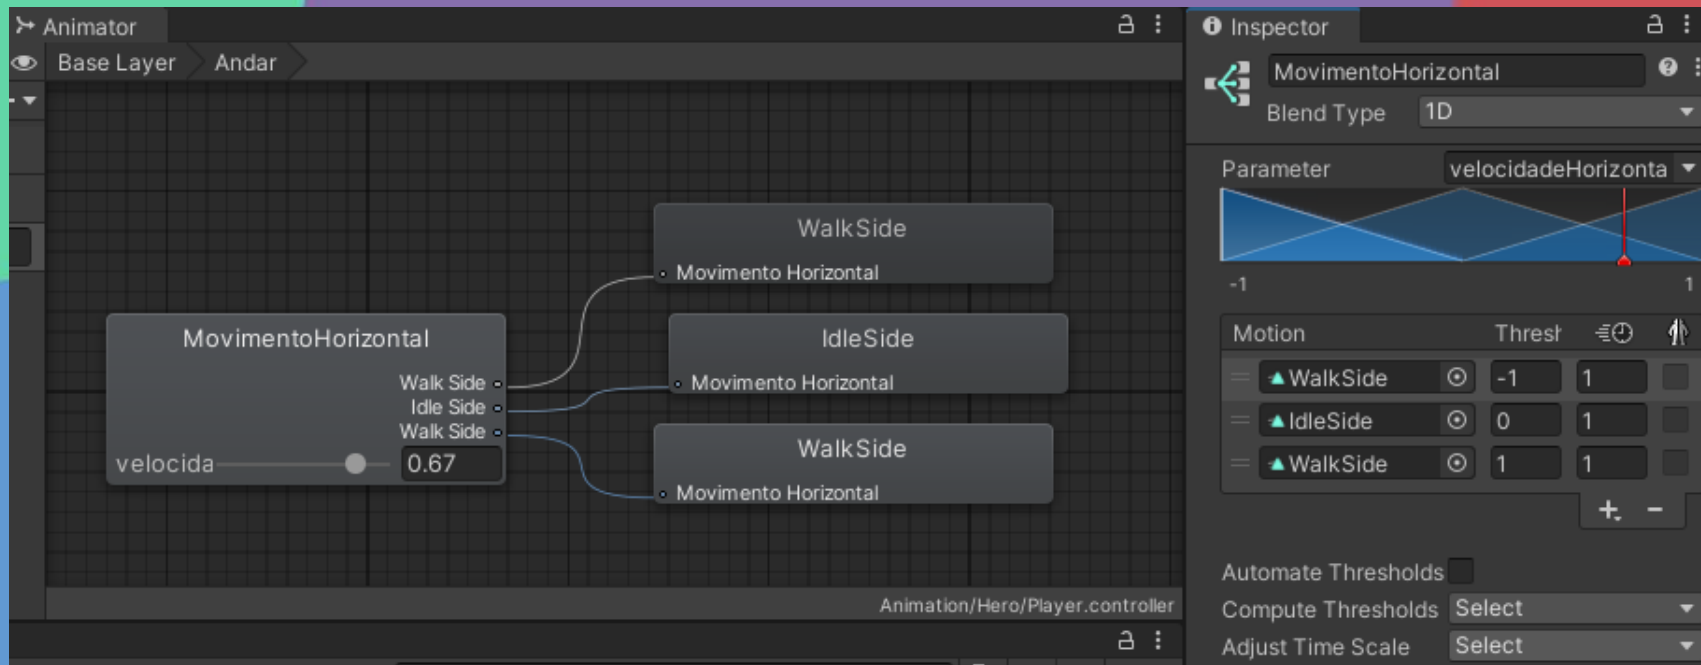 Animator
Base Layer
Andar
WalkSide
Movimento Horizontal
MovimentoHorizontal
Walk Side
Idle Side
Walk Side
velocida
0.67
IdleSide
Movimento Horizontal
WalkSide
Movimento Horizontal
Animation/Hero/Player.controller
Inspector
MovimentoHorizontal
Blend Type
1D
Parameter
velocidadeHorizonta
-1
1
Motion Thresh
WalkSide -1 1
IdleSide 0 1
WalkSide 1 1
+ -
Automate Thresholds
Compute Thresholds Select
Adjust Time Scale Select